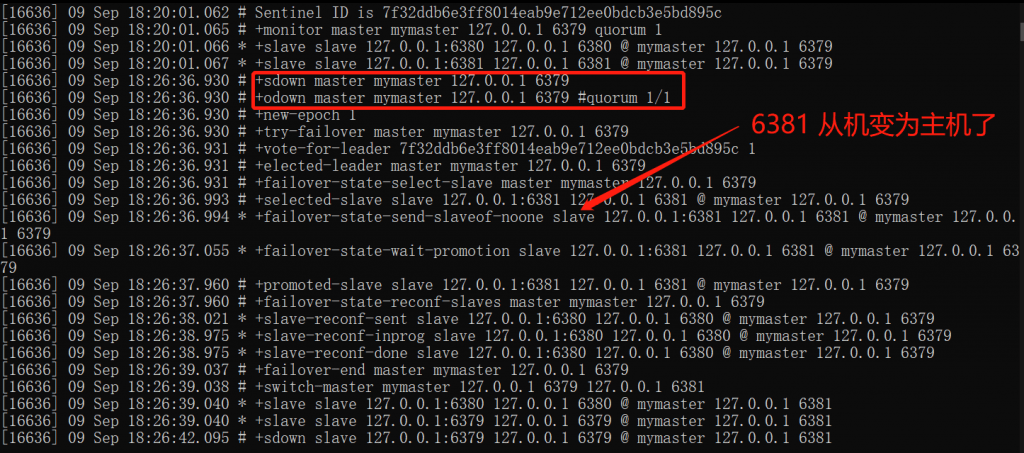 [16636] 09 Sep 18:20:01.062 # Sentinel ID is 7f32ddb6e3ff8014eab9e712ee0bdcb3e5bd895c
[16636] 09 Sep 18:20:01.065 # +monitor master mymaster 127.0.0.1 6379 quorum 1
[16636] 09 Sep 18:20:01.066 * +slave slave 127.0.0.1:6380 127.0.0.1 6380 @ mymaster 127.0.0.1 6379
[16636] 09 Sep 18:20:01.067 * +slave slave 127.0.0.1:6381 127.0.0.1 6381 @ mymaster 127.0.0.1 6379
[16636] 09 Sep 18:26:36.930 # +sdown master mymaster 127.0.0.1 6379
[16636] 09 Sep 18:26:36.930 # +odown master mymaster 127.0.0.1 6379 #quorum 1/1
[16636] 09 Sep 18:26:36.930 # +new-epoch 1
[16636] 09 Sep 18:26:36.930 # +try-failover master mymaster 127.0.0.1 6379
6381 从机变为主机了
[16636] 09 Sep 18:26:36.931 # +vote-for-leader 7f32ddb6e3ff8014eab9e712ee0bdcb3e5bd895c 1
[16636] 09 Sep 18:26:36.931 # +elected-leader master mymaster 127.0.0.1 6379
[16636] 09 Sep 18:26:36.931 # +failover-state-select-slave master mymaster 127.0.0.1 6379
[16636] 09 Sep 18:26:36.993 # +selected-slave slave 127.0.0.1:6381 127.0.0.1 6381 @ mymaster 127.0.0.1 6379
[16636] 09 Sep 18:26:36.994 * +failover-state-send-slaveof-noone slave 127.0.0.1:6381 127.0.0.1 6381 @ mymaster 127.0.0.
1 6379
[16636] 09 Sep 18:26:37.055 * +failover-state-wait-promotion slave 127.0.0.1:6381 127.0.0.1 6381 @ mymaster 127.0.0.1 63
79
[16636] 09 Sep 18:26:37.960 # +promoted-slave slave 127.0.0.1:6381 127.0.0.1 6381 @ mymaster 127.0.0.1 6379
[16636] 09 Sep 18:26:37.960 # +failover-state-reconf-slaves master mymaster 127.0.0.1 6379
[16636] 09 Sep 18:26:38.021 * +slave-reconf-sent slave 127.0.0.1:6380 127.0.0.1 6380 @ mymaster 127.0.0.1 6379
[16636] 09 Sep 18:26:38.975 * +slave-reconf-inprog slave 127.0.0.1:6380 127.0.0.1 6380 @ mymaster 127.0.0.1 6379
[16636] 09 Sep 18:26:38.975 * +slave-reconf-done slave 127.0.0.1:6380 127.0.0.1 6380 @ mymaster 127.0.0.1 6379
[16636] 09 Sep 18:26:39.037 # +failover-end master mymaster 127.0.0.1 6379
[16636] 09 Sep 18:26:39.038 # +switch-master mymaster 127.0.0.1 6379 127.0.0.1 6381
[16636] 09 Sep 18:26:39.040 * +slave slave 127.0.0.1:6380 127.0.0.1 6380 @ mymaster 127.0.0.1 6381
[16636] 09 Sep 18:26:39.040 * +slave slave 127.0.0.1:6379 127.0.0.1 6379 @ mymaster 127.0.0.1 6381
[16636] 09 Sep 18:26:42.095 # +sdown slave 127.0.0.1:6379 127.0.0.1 6379 @ mymaster 127.0.0.1 6381